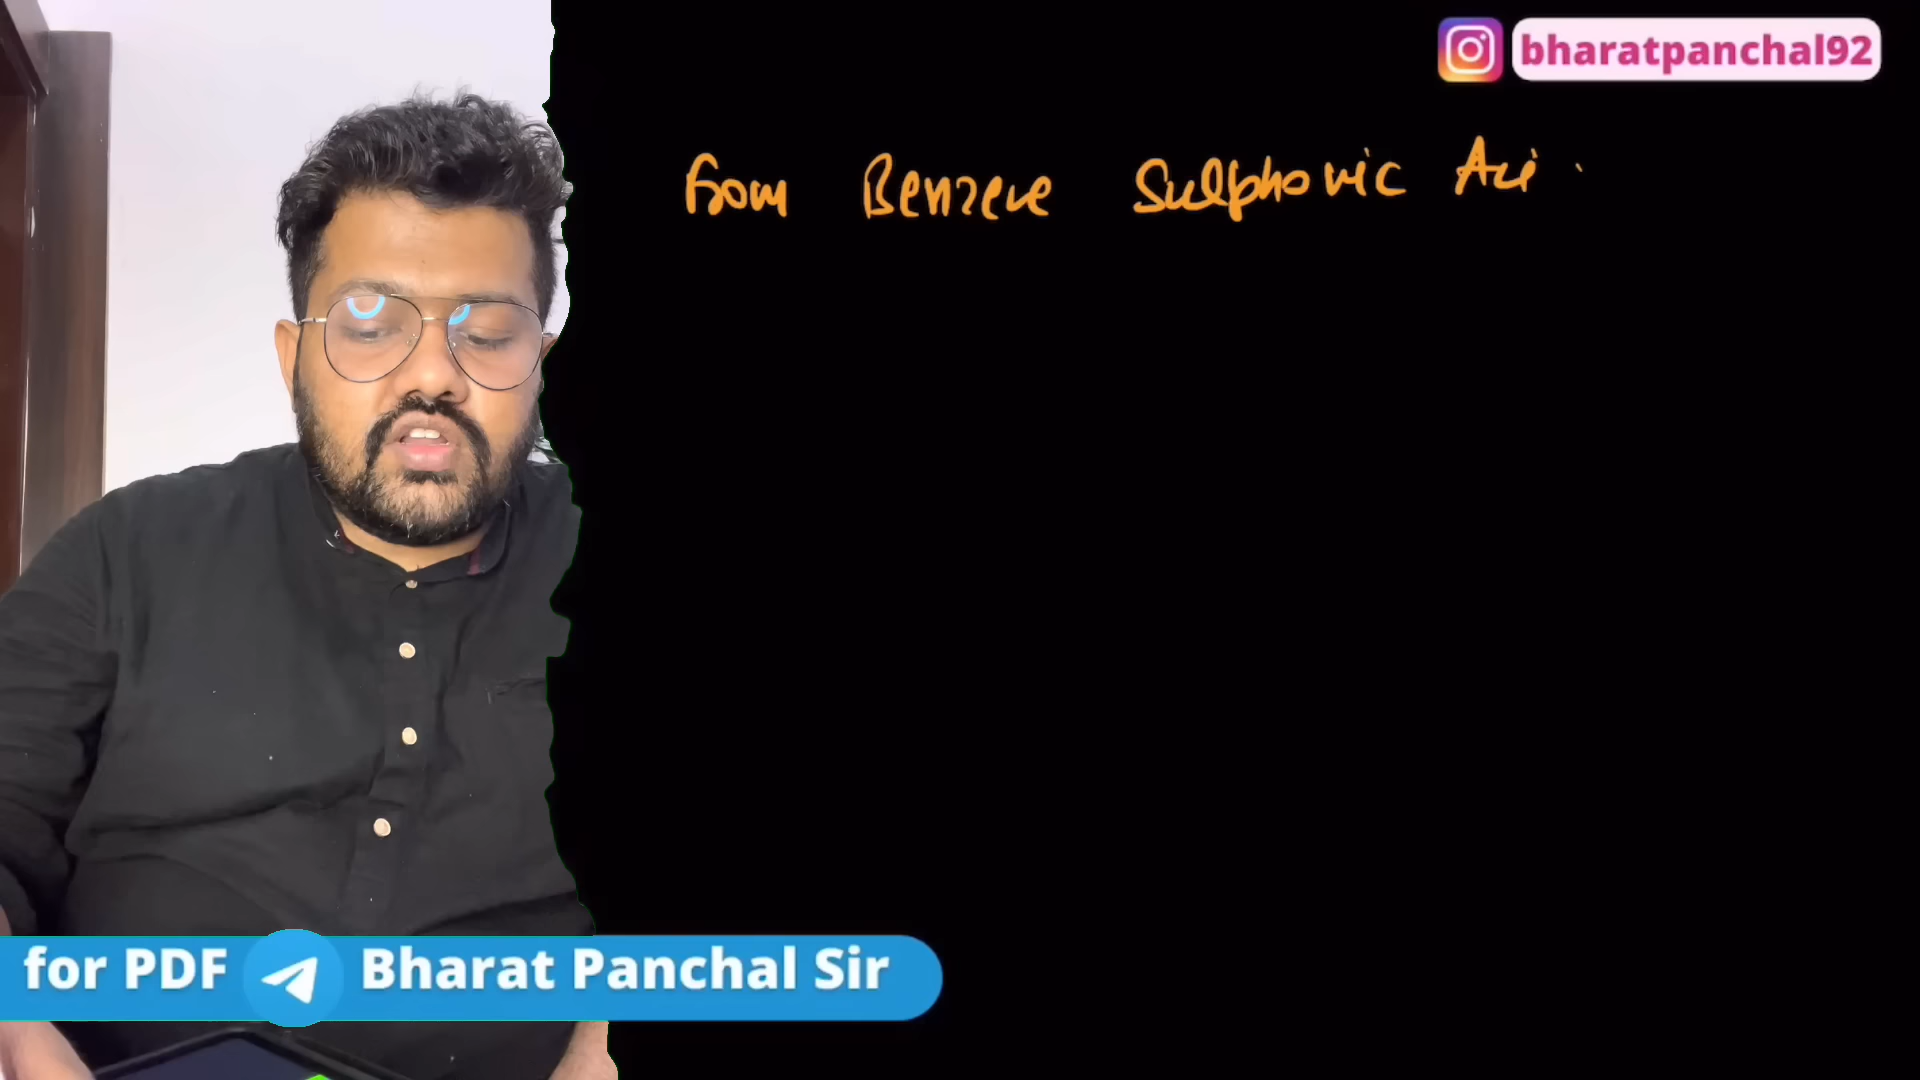 bharatpanchal92
from Benzene Sulphonic Aci
for PDF Bharat Panchal Sir